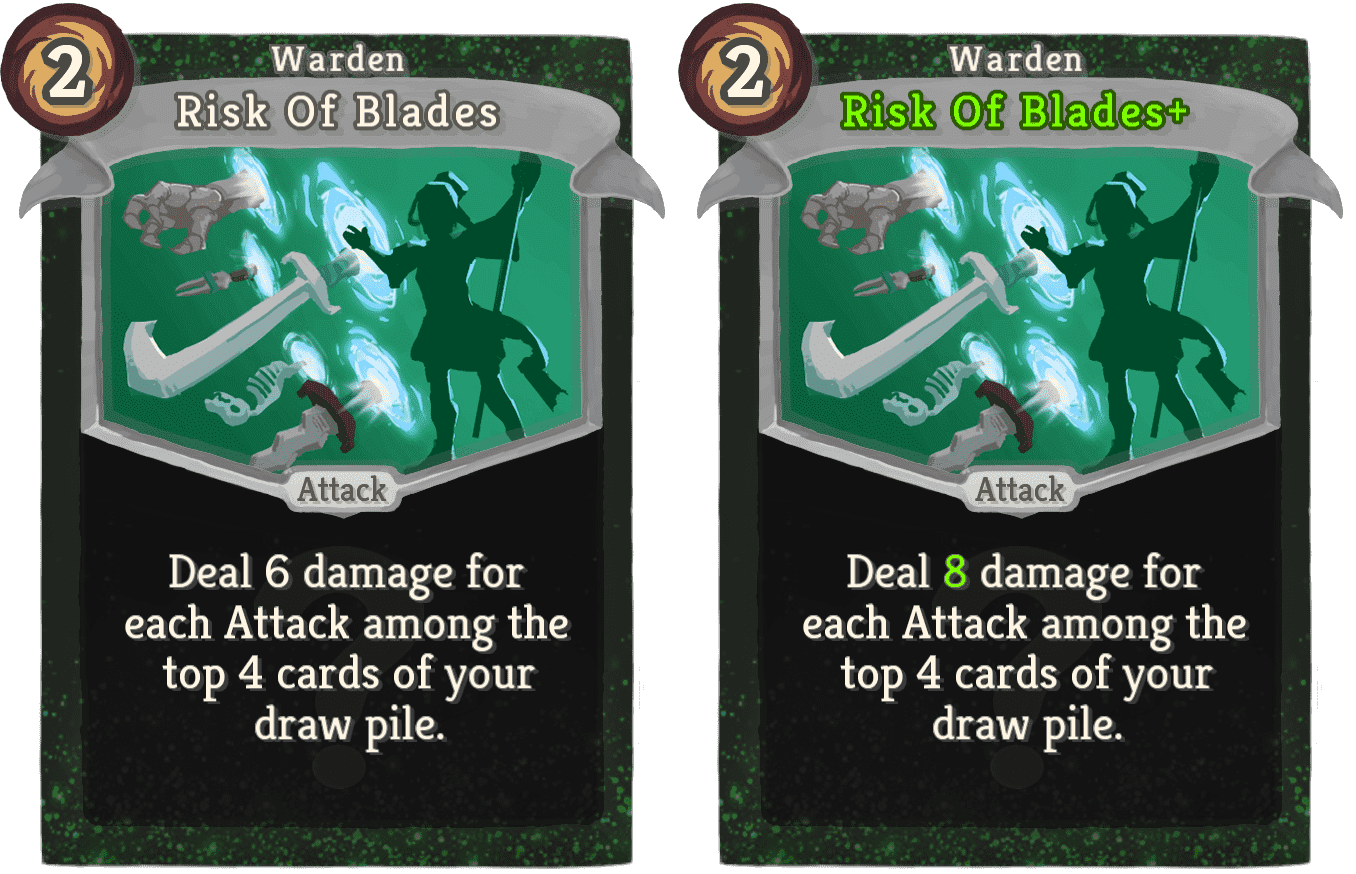 2
Warden
Risk Of Blades
Attack
Deal 6 damage for
each Attack among the
top 4 cards of your
draw pile.
2
Warden
Risk Of Blades+
Attack
Deal 8 damage for
each Attack among the
top 4 cards of your
draw pile.